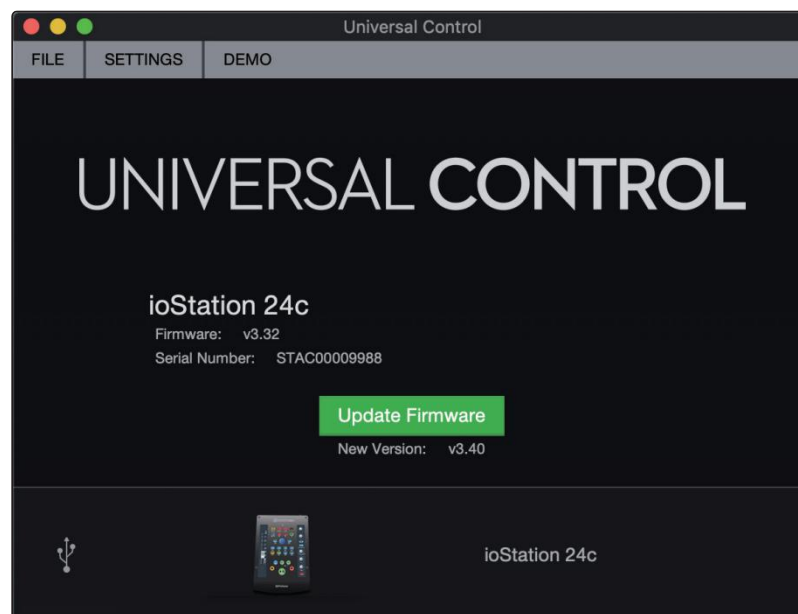 Universal Control
FILE SETTINGS DEMO
UNIVERSAL CONTROL
ioStation 24c
Firmware: v3.32
Serial Number: STAC00009988
Update Firmware
New Version: v3.40
ioStation 24c